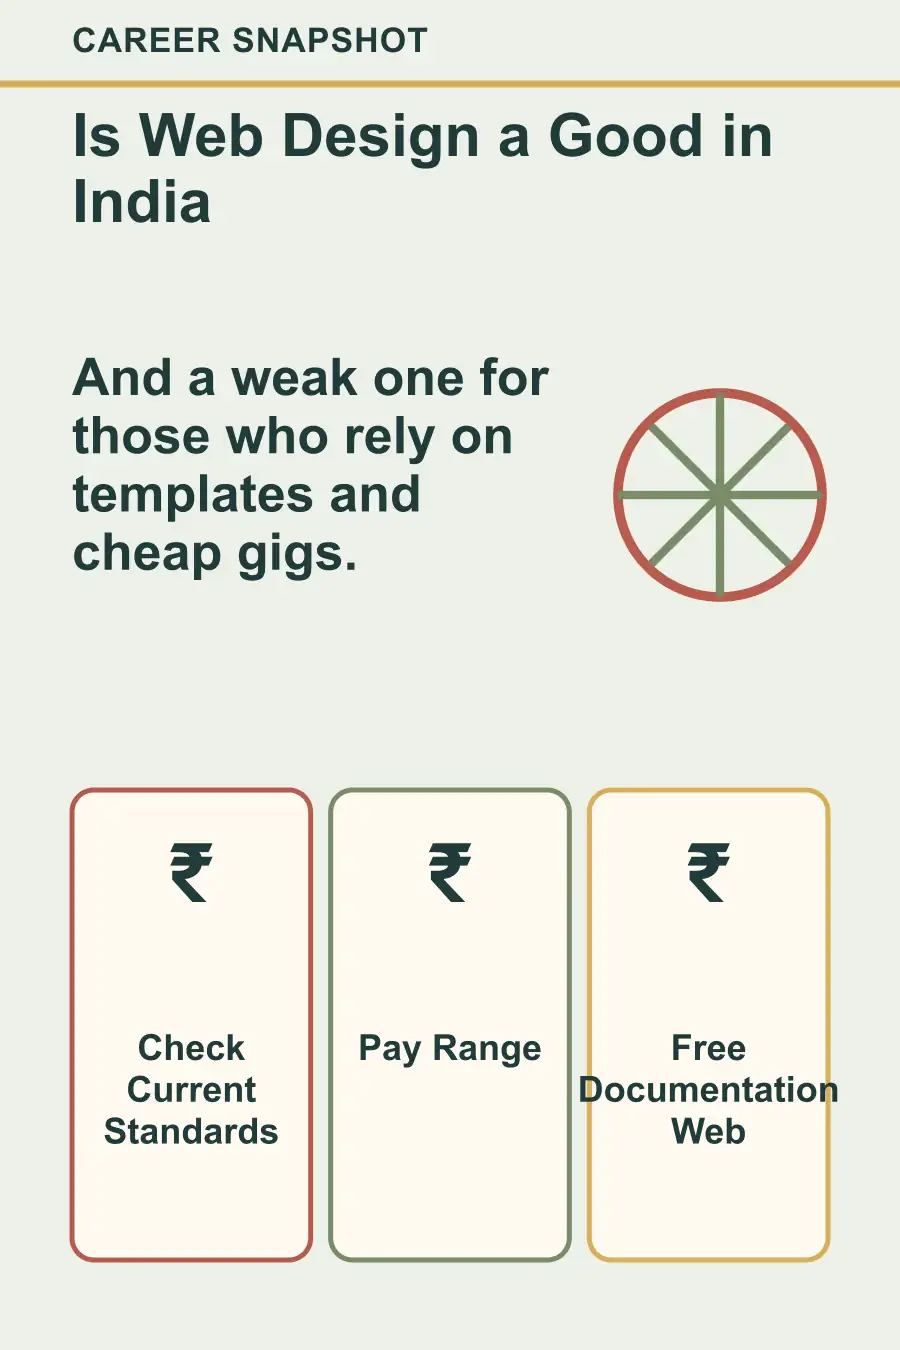 CAREER SNAPSHOT
Is Web Design a Good in
India
And a weak one for
those who rely on
templates and
cheap gigs.
₹
Check
Current
Standards
₹
Pay Range
₹
Free
Documentation
Web